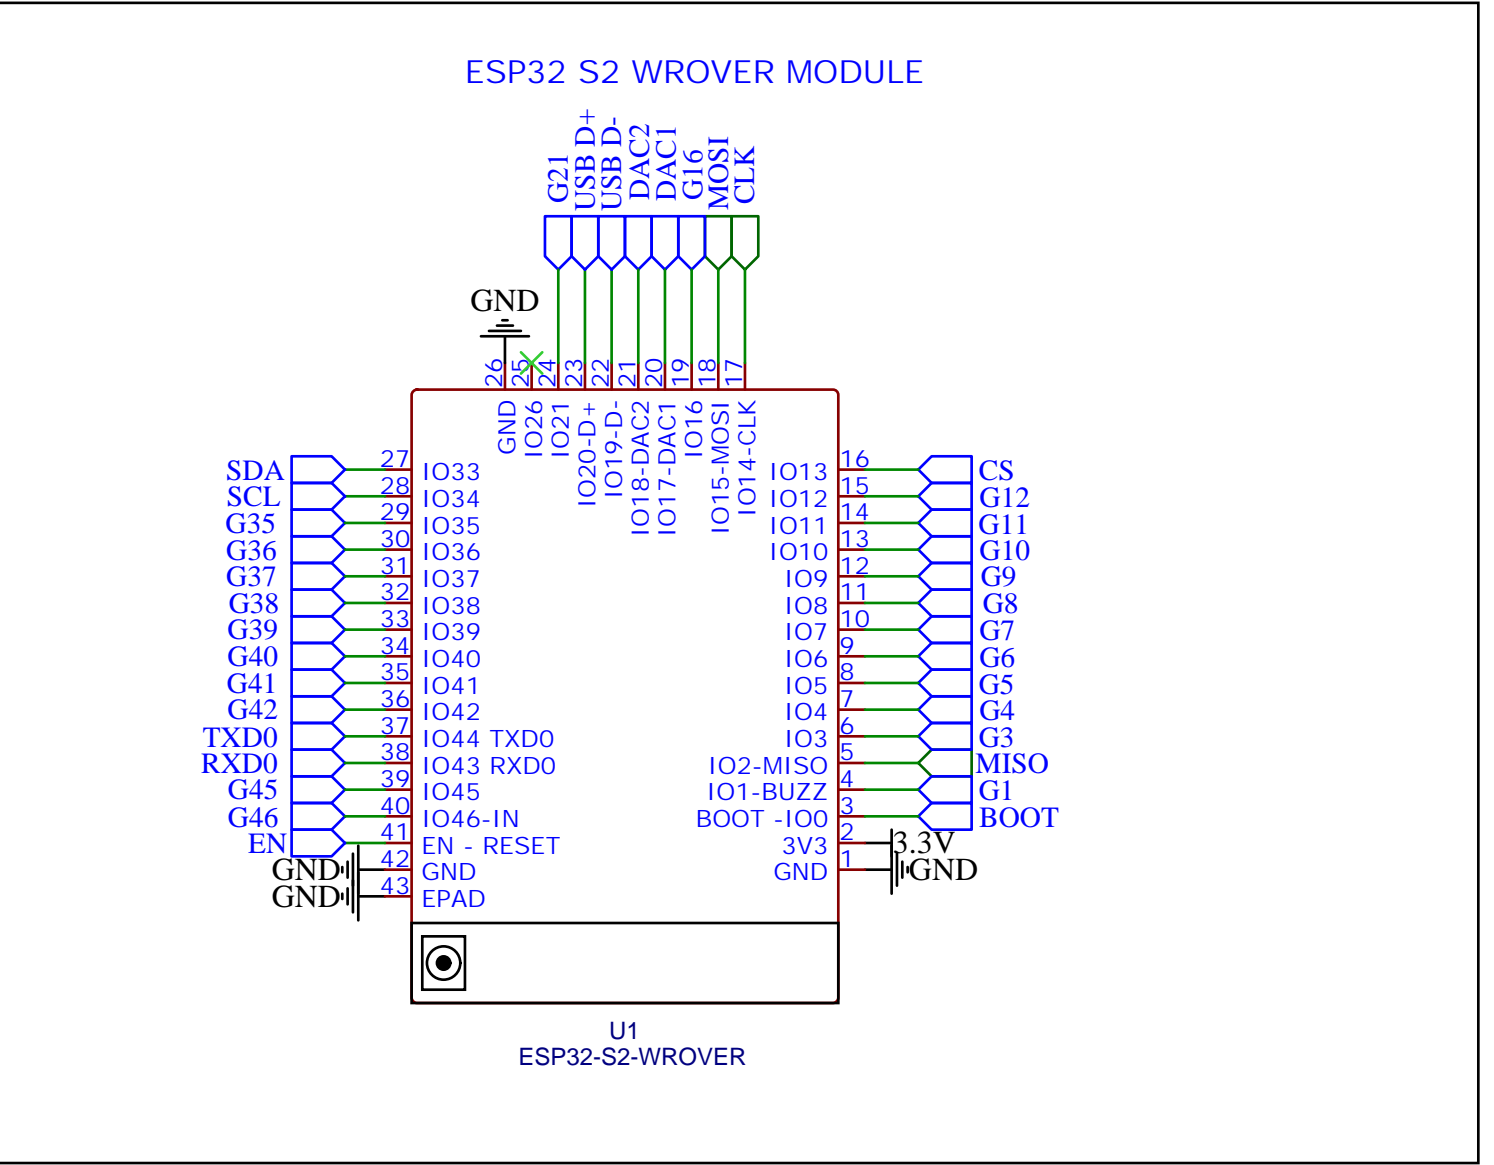 ESP32 S2 WROVER MODULE
G21
USB D+
USB D-
DAC2
DAC1
G16
MOSI
CLK
GND
26
25
24
23
22
21
20
19
18
17
GND
IO26
IO21
IO20-D+
IO19-D-
IO18-DAC2
IO17-DAC1
IO16
IO15-MOSI
IO14-CLK
SDA 27 IO33
SCL 28 IO34
G35 29 IO35
G36 30 IO36
G37 31 IO37
G38 32 IO38
G39 33 IO39
G40 34 IO40
G41 35 IO41
G42 36 IO42
TXD0 37 IO44 TXD0
RXD0 38 IO43 RXD0
G45 39 IO45
G46 40 IO46-IN
EN 41 EN - RESET
GND 42 GND
GND 43 EPAD
IO13 16 CS
IO12 15 G12
IO11 14 G11
IO10 13 G10
IO9 12 G9
IO8 11 G8
IO7 10 G7
IO6 9 G6
IO5 8 G5
IO4 7 G4
IO3 6 G3
IO2-MISO 5 MISO
IO1-BUZZ 4 G1
BOOT -IO0 3 BOOT
3V3 2 3.3V
GND 1 GND
U1
ESP32-S2-WROVER